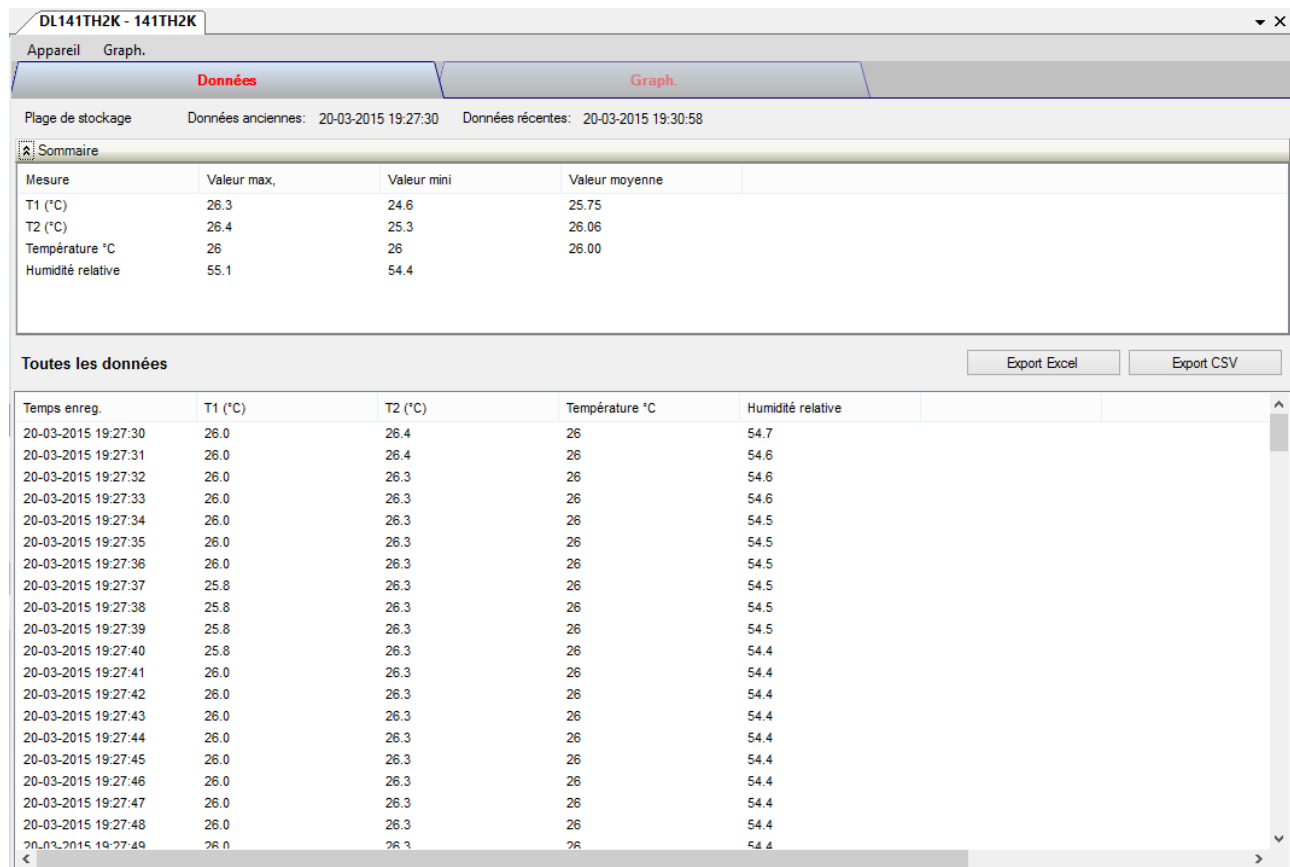 DL141TH2K - 141TH2K
Appareil Graph.
Données Graph.
Plage de stockage Données anciennes: 20-03-2015 19:27:30 Données récentes: 20-03-2015 19:30:58
Sommaire
Mesure Valeur max, Valeur mini Valeur moyenne
T1 (°C) 26.3 24.6 25.75
T2 (°C) 26.4 25.3 26.06
Température °C 26 26 26.00
Humidité relative 55.1 54.4
Toutes les données Export Excel Export CSV
Temps enreg. T1 (°C) T2 (°C) Température °C Humidité relative
20-03-2015 19:27:30 26.0 26.4 26 54.7
20-03-2015 19:27:31 26.0 26.4 26 54.6
20-03-2015 19:27:32 26.0 26.3 26 54.6
20-03-2015 19:27:33 26.0 26.3 26 54.6
20-03-2015 19:27:34 26.0 26.3 26 54.5
20-03-2015 19:27:35 26.0 26.3 26 54.5
20-03-2015 19:27:36 26.0 26.3 26 54.5
20-03-2015 19:27:37 25.8 26.3 26 54.5
20-03-2015 19:27:38 25.8 26.3 26 54.5
20-03-2015 19:27:39 25.8 26.3 26 54.5
20-03-2015 19:27:40 25.8 26.3 26 54.4
20-03-2015 19:27:41 26.0 26.3 26 54.4
20-03-2015 19:27:42 26.0 26.3 26 54.4
20-03-2015 19:27:43 26.0 26.3 26 54.4
20-03-2015 19:27:44 26.0 26.3 26 54.4
20-03-2015 19:27:45 26.0 26.3 26 54.4
20-03-2015 19:27:46 26.0 26.3 26 54.4
20-03-2015 19:27:47 26.0 26.3 26 54.4
20-03-2015 19:27:48 26.0 26.3 26 54.4
20-03-2015 19:27:49 26.0 26.3 26 54.4